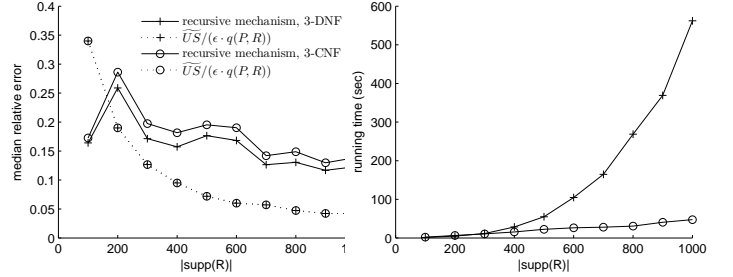 0.4
0.35
0.3
0.25
0.2
0.15
0.1
0.05
0
median relative error
recursive mechanism, 3-DNF
$\widetilde{US}/(\epsilon \cdot q(P, R))$
recursive mechanism, 3-CNF
$\widetilde{US}/(\epsilon \cdot q(P, R))$
0 200 400 600 800 1
|supp(R)|
600
500
400
300
200
100
0
running time (sec)
0 200 400 600 800 1000
|supp(R)|